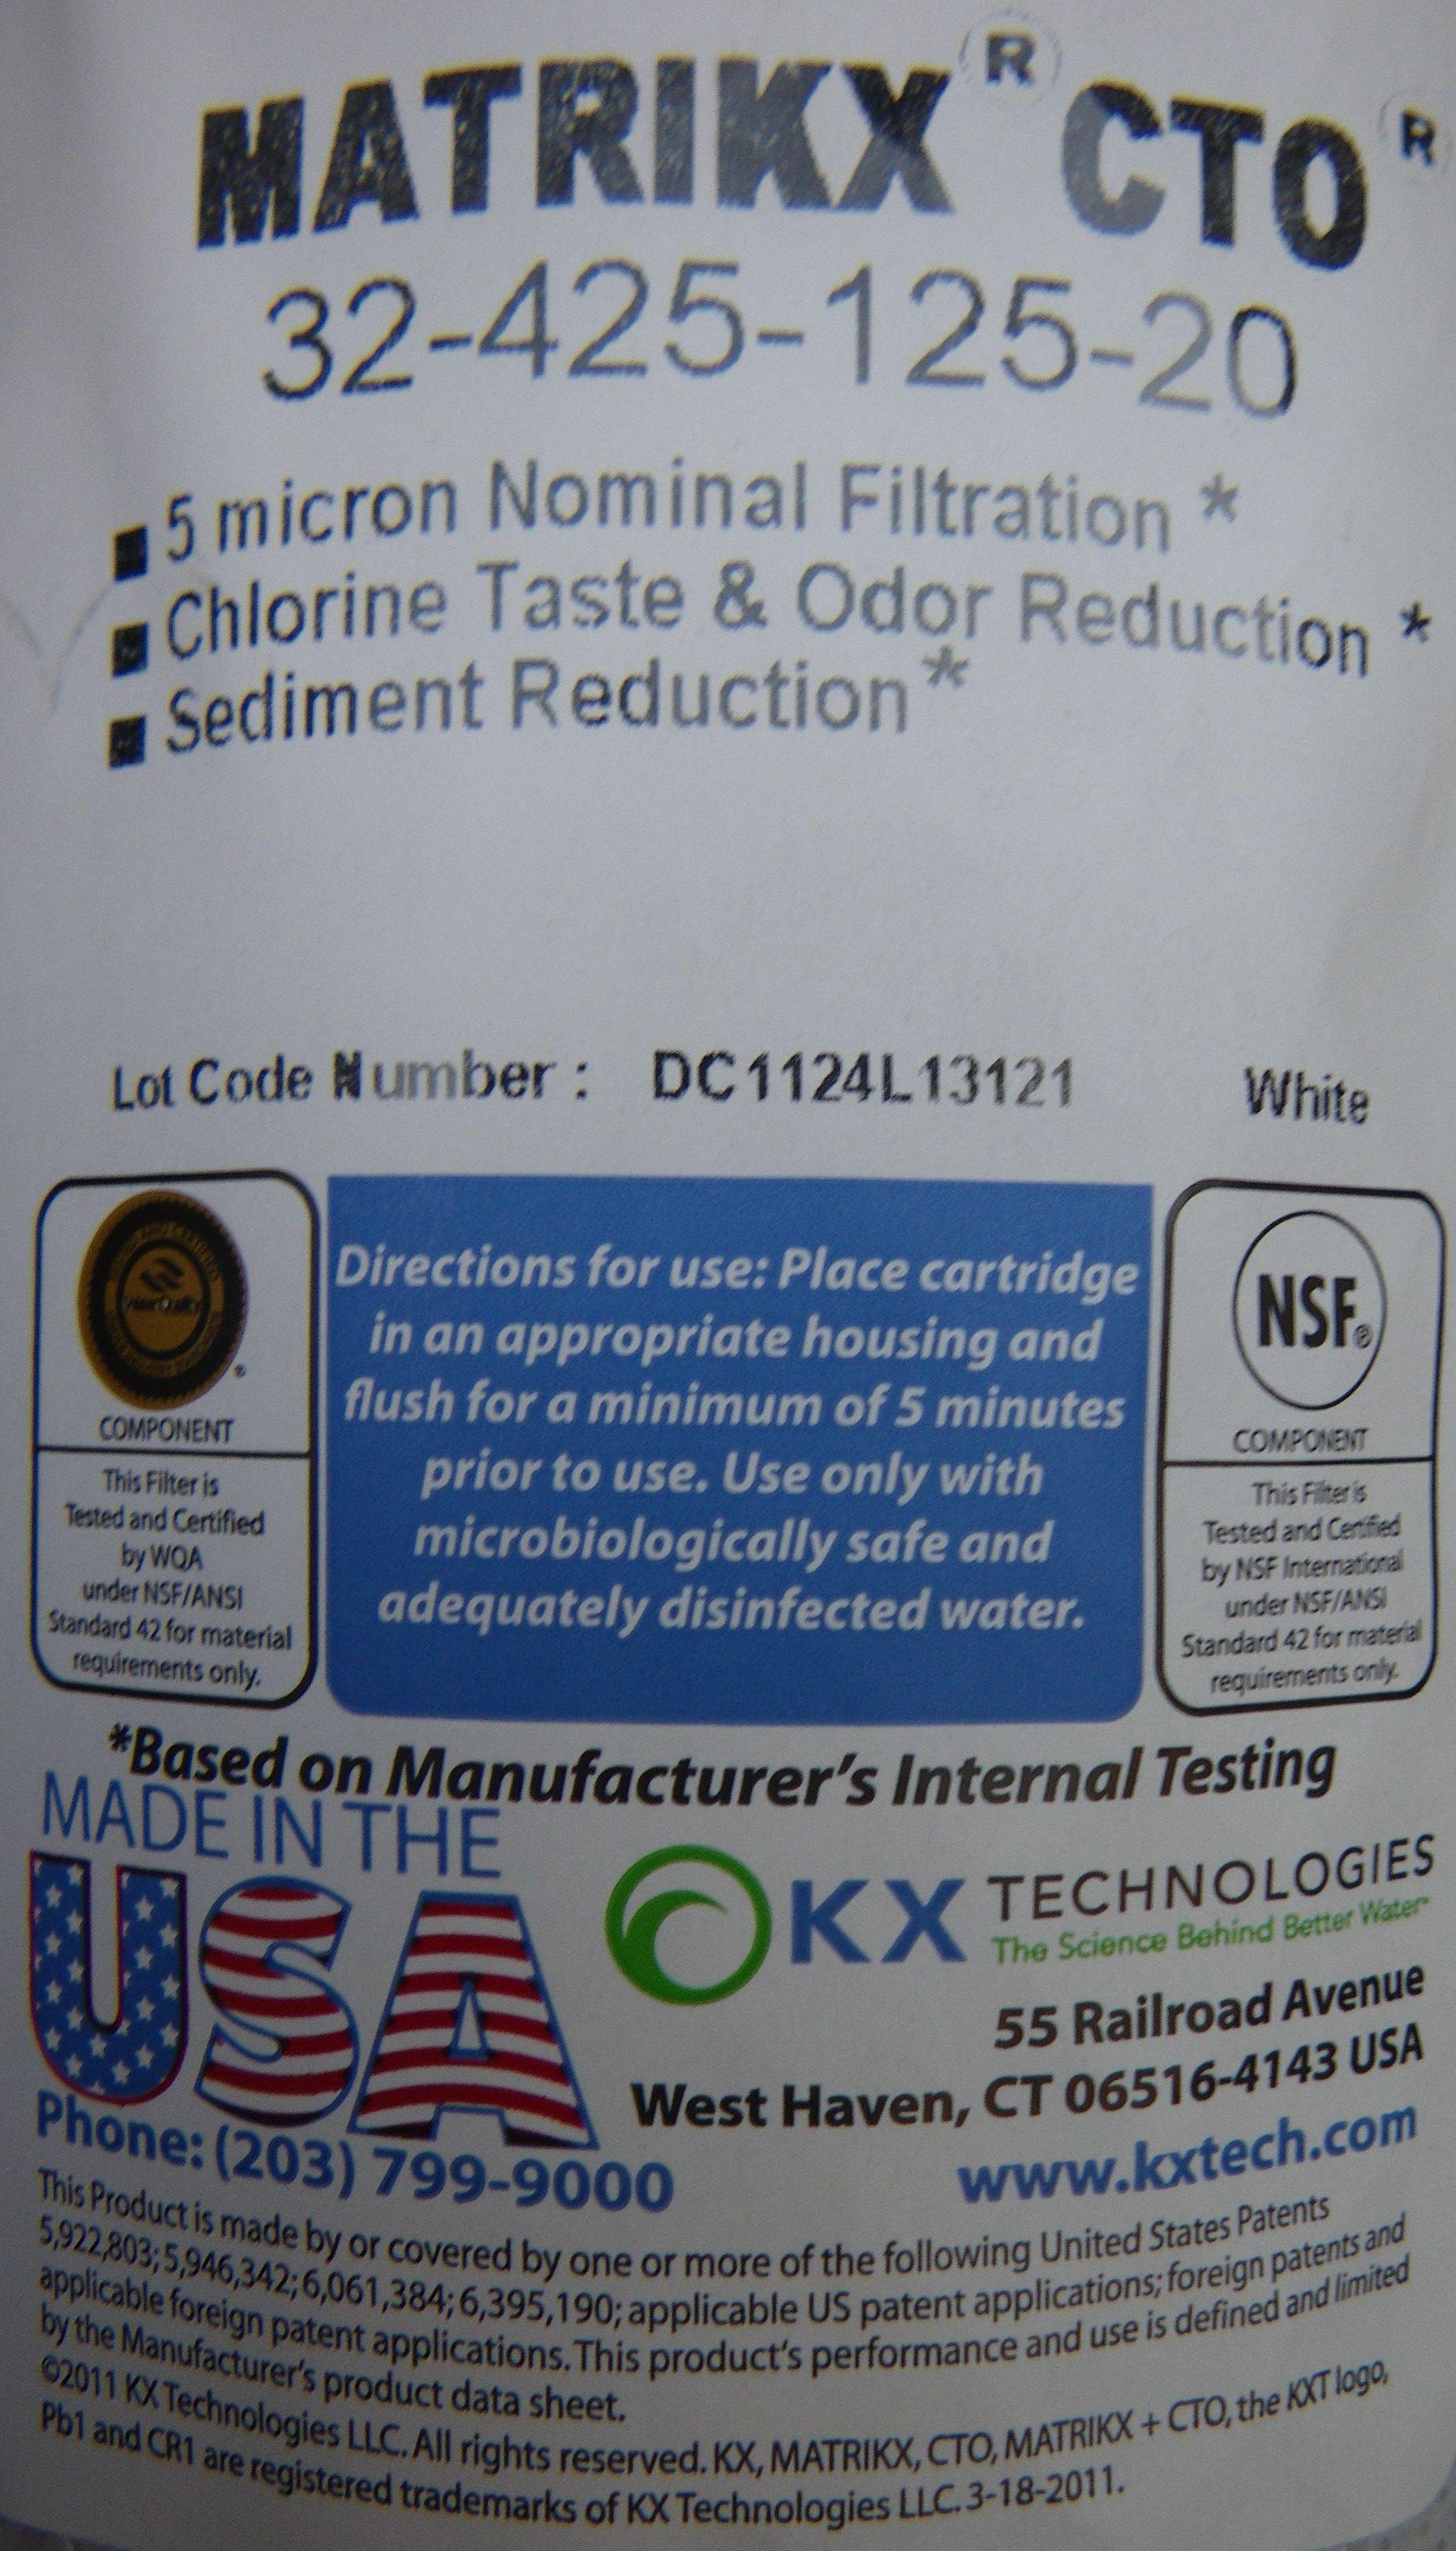 MATRIKX® CTO®
32-425-125-20
■ 5 micron Nominal Filtration *
■ Chlorine Taste & Odor Reduction *
■ Sediment Reduction *
Lot Code Number : DC1124L13121 White
COMPONENT
This Filter is
Tested and Certified
by WQA
under NSF/ANSI
Standard 42 for material
requirements only.
Directions for use: Place cartridge
in an appropriate housing and
flush for a minimum of 5 minutes
prior to use. Use only with
microbiologically safe and
adequately disinfected water.
NSF®
COMPONENT
This Filter is
Tested and Certified
by NSF International
under NSF/ANSI
Standard 42 for material
requirements only.
*Based on Manufacturer's Internal Testing
MADE IN THE
USA
KX TECHNOLOGIES
The Science Behind Better Water™
55 Railroad Avenue
West Haven, CT 06516-4143 USA
Phone: (203) 799-9000
www.kxtech.com
This Product is made by or covered by one or more of the following United States Patents
5,922,803; 5,946,342; 6,061,384; 6,395,190; applicable US patent applications; foreign patents and
applicable foreign patent applications. This product's performance and use is defined and limited
by the Manufacturer's product data sheet.
©2011 KX Technologies LLC. All rights reserved. KX, MATRIKX, CTO, MATRIKX + CTO, the KXT logo,
Pb1 and CR1 are registered trademarks of KX Technologies LLC. 3-18-2011.